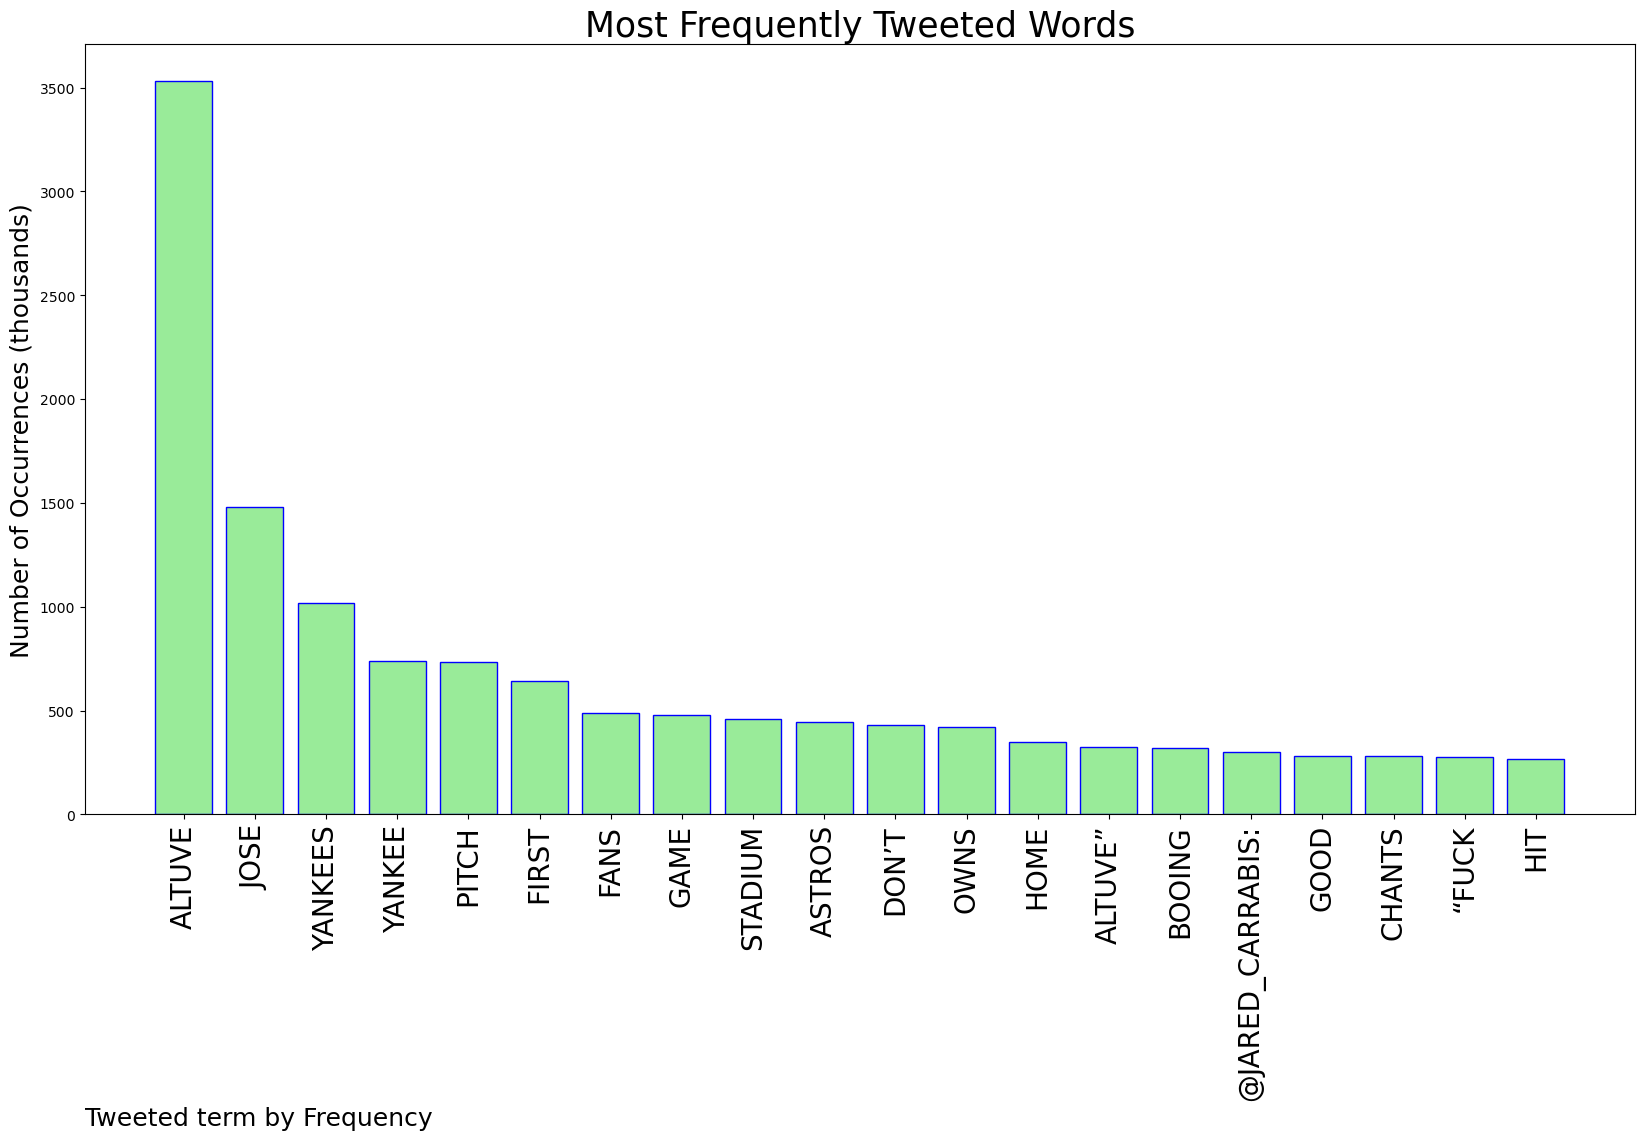 Most Frequently Tweeted Words
Number of Occurrences (thousands)
3500
3000
2500
2000
1500
1000
500
0
ALTUVE
JOSE
YANKEES
YANKEE
PITCH
FIRST
FANS
GAME
STADIUM
ASTROS
DON’T
OWNS
HOME
ALTUVE”
BOOING
@JARED_CARRABIS:
GOOD
CHANTS
“FUCK
HIT
Tweeted term by Frequency